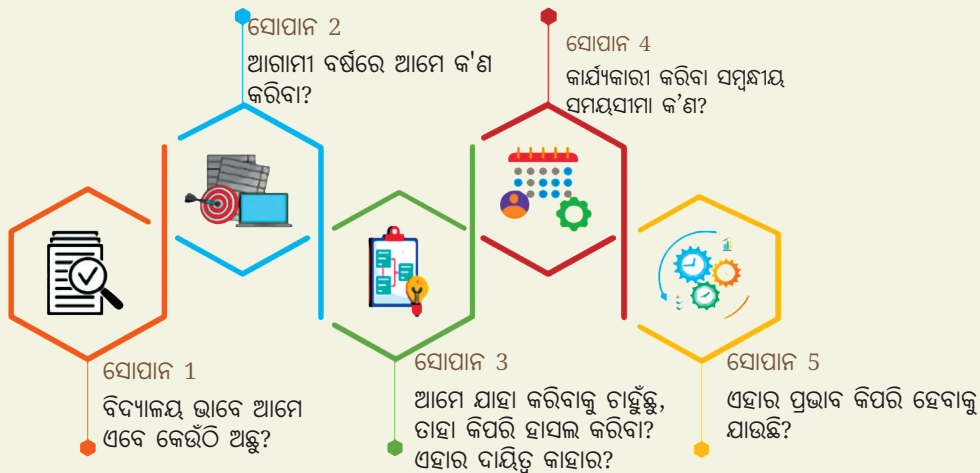 ସୋପାନ 1
ବିଦ୍ୟାଳୟ ଭାବେ ଆମେ
ଏବେ କେଉଁଠି ଅଛୁ?
ସୋପାନ 2
ଆଗାମୀ ବର୍ଷରେ ଆମେ କ'ଣ
କରିବା?
ସୋପାନ 3
ଆମେ ଯାହା କରିବାକୁ ଚାହୁଁଛୁ,
ତାହା କିପରି ହାସଲ କରିବା?
ଏହାର ଦାୟିତ୍ୱ କାହାର?
ସୋପାନ 4
କାର୍ଯ୍ୟକାରୀ କରିବା ସମ୍ବନ୍ଧୀୟ
ସମୟସୀମା କ’ଣ?
ସୋପାନ 5
ଏହାର ପ୍ରଭାବ କିପରି ହେବାକୁ
ଯାଉଛି?